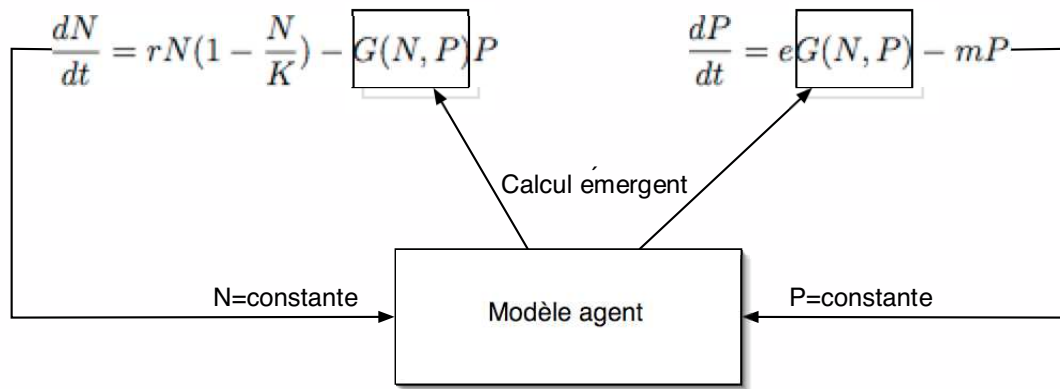 dN/dt = rN(1 − N/K) − G(N, P)P
dP/dt = eG(N, P) − mP
Calcul émergent
N=constante
Modèle agent
P=constante